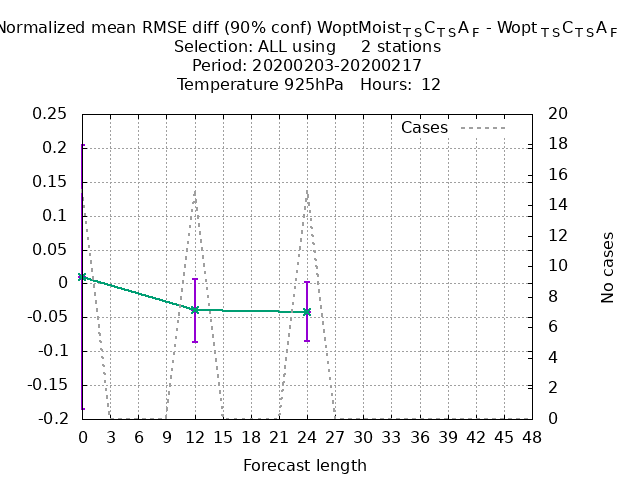 Normalized mean RMSE diff (90% conf) WoptMoist_TSC_TSA_F - Wopt_TSC_TSA_F
Selection: ALL using 2 stations
Period: 20200203-20200217
Temperature 925hPa Hours: 12
Cases
0.25
0.2
0.15
0.1
0.05
0
-0.05
-0.1
-0.15
-0.2
20
18
16
14
12
10
8
6
4
2
0
No cases
0 3 6 9 12 15 18 21 24 27 30 33 36 39 42 45 48
Forecast length